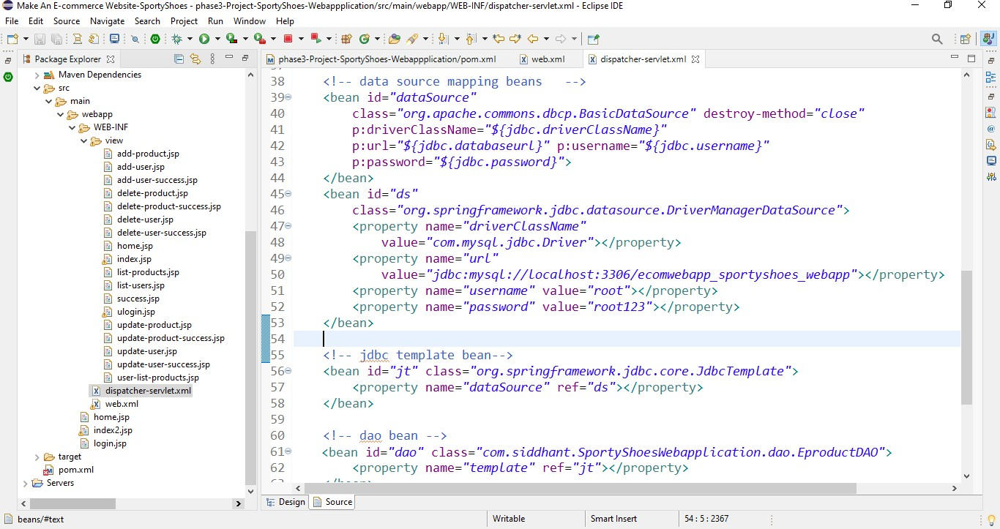 Make An E-commerce Website-SportyShoes - phase3-Project-SportyShoes-Webappplication/src/main/webapp/WEB-INF/dispatcher-servlet.xml - Eclipse IDE
File Edit Source Navigate Search Project Run Window Help
Package Explorer
Maven Dependencies
src
main
webapp
WEB-INF
view
add-product.jsp
add-user.jsp
add-user-success.jsp
delete-product.jsp
delete-product-success.jsp
delete-user.jsp
delete-user-success.jsp
home.jsp
index.jsp
list-products.jsp
list-users.jsp
success.jsp
ulogin.jsp
update-product.jsp
update-product-success.jsp
update-user.jsp
update-user-success.jsp
user-list-products.jsp
dispatcher-servlet.xml
web.xml
home.jsp
index2.jsp
login.jsp
target
pom.xml
Servers
phase3-Project-SportyShoes-Webappplication/pom.xml web.xml dispatcher-servlet.xml
38 <!-- data source mapping beans -->
39 <bean id="dataSource"
40 class="org.apache.commons.dbcp.BasicDataSource" destroy-method="close"
41 p:driverClassName="${jdbc.driverClassName}"
42 p:url="${jdbc.databaseurl}" p:username="${jdbc.username}"
43 p:password="${jdbc.password}">
44 </bean>
45 <bean id="ds"
46 class="org.springframework.jdbc.datasource.DriverManagerDataSource">
47 <property name="driverClassName"
48 value="com.mysql.jdbc.Driver"></property>
49 <property name="url"
50 value="jdbc:mysql://localhost:3306/ecomwebapp_sportyshoes_webapp"></property>
51 <property name="username" value="root"></property>
52 <property name="password" value="root123"></property>
53 </bean>
54
55 <!-- jdbc template bean-->
56 <bean id="jt" class="org.springframework.jdbc.core.JdbcTemplate">
57 <property name="dataSource" ref="ds"></property>
58 </bean>
59
60 <!-- dao bean -->
61 <bean id="dao" class="com.siddhant.SportyShoesWebapplication.dao.EproductDAO">
62 <property name="template" ref="jt"></property>
Design Source
beans/#text Writable Smart Insert 54 : 5 : 2367